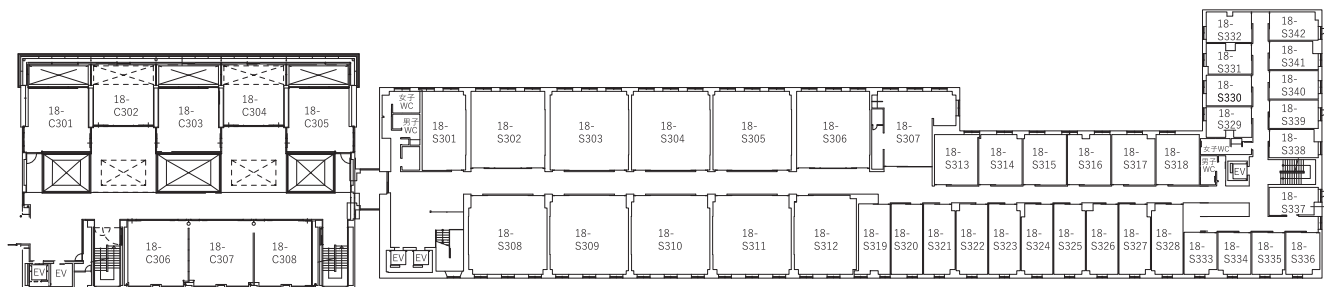 18-
S332
18-
S342
18-
S331
18-
S341
18-
S330
18-
S340
18-
S329
18-
S339
18-
S338
18-
S337
18-
C301
18-
C302
18-
C303
18-
C304
18-
C305
女子
WC
男子
WC
18-
S301
18-
S302
18-
S303
18-
S304
18-
S305
18-
S306
18-
S307
18-
S313
18-
S314
18-
S315
18-
S316
18-
S317
18-
S318
女子WC
男子
WC
EV
18-
C306
18-
C307
18-
C308
EV
EV
EV
EV
18-
S308
18-
S309
18-
S310
18-
S311
18-
S312
18-
S319
18-
S320
18-
S321
18-
S322
18-
S323
18-
S324
18-
S325
18-
S326
18-
S327
18-
S328
18-
S333
18-
S334
18-
S335
18-
S336